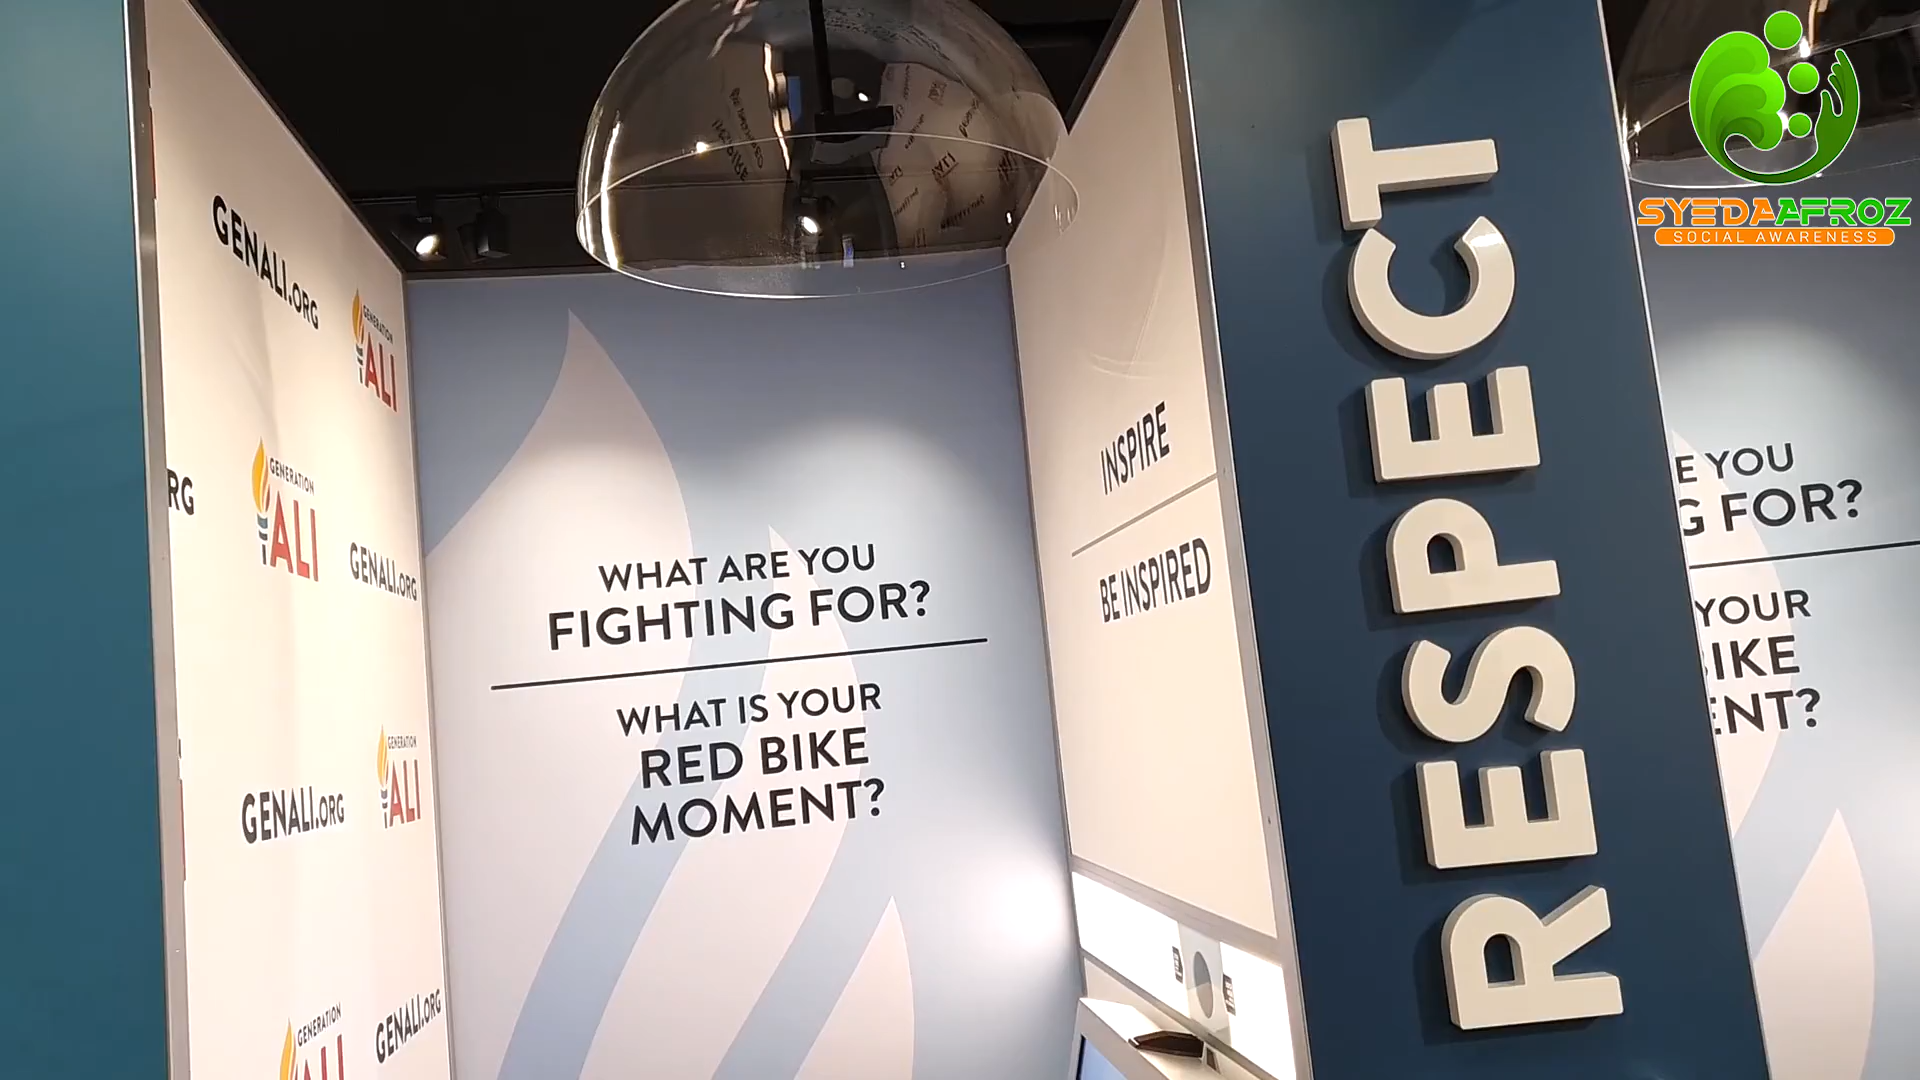 GENALI.ORG
GENERATION
ALI
RG
GENERATION
ALI
GENALI.ORG
GENERATION
ALI
GENALI.ORG
GENERATION
ALI
GENALI.ORG
WHAT ARE YOU
FIGHTING FOR?
WHAT IS YOUR
RED BIKE
MOMENT?
INSPIRE
BE INSPIRED
RESPECT
E YOU
G FOR?
YOUR
IKE
ENT?
SYEDAAFROZ
SOCIAL AWARENESS